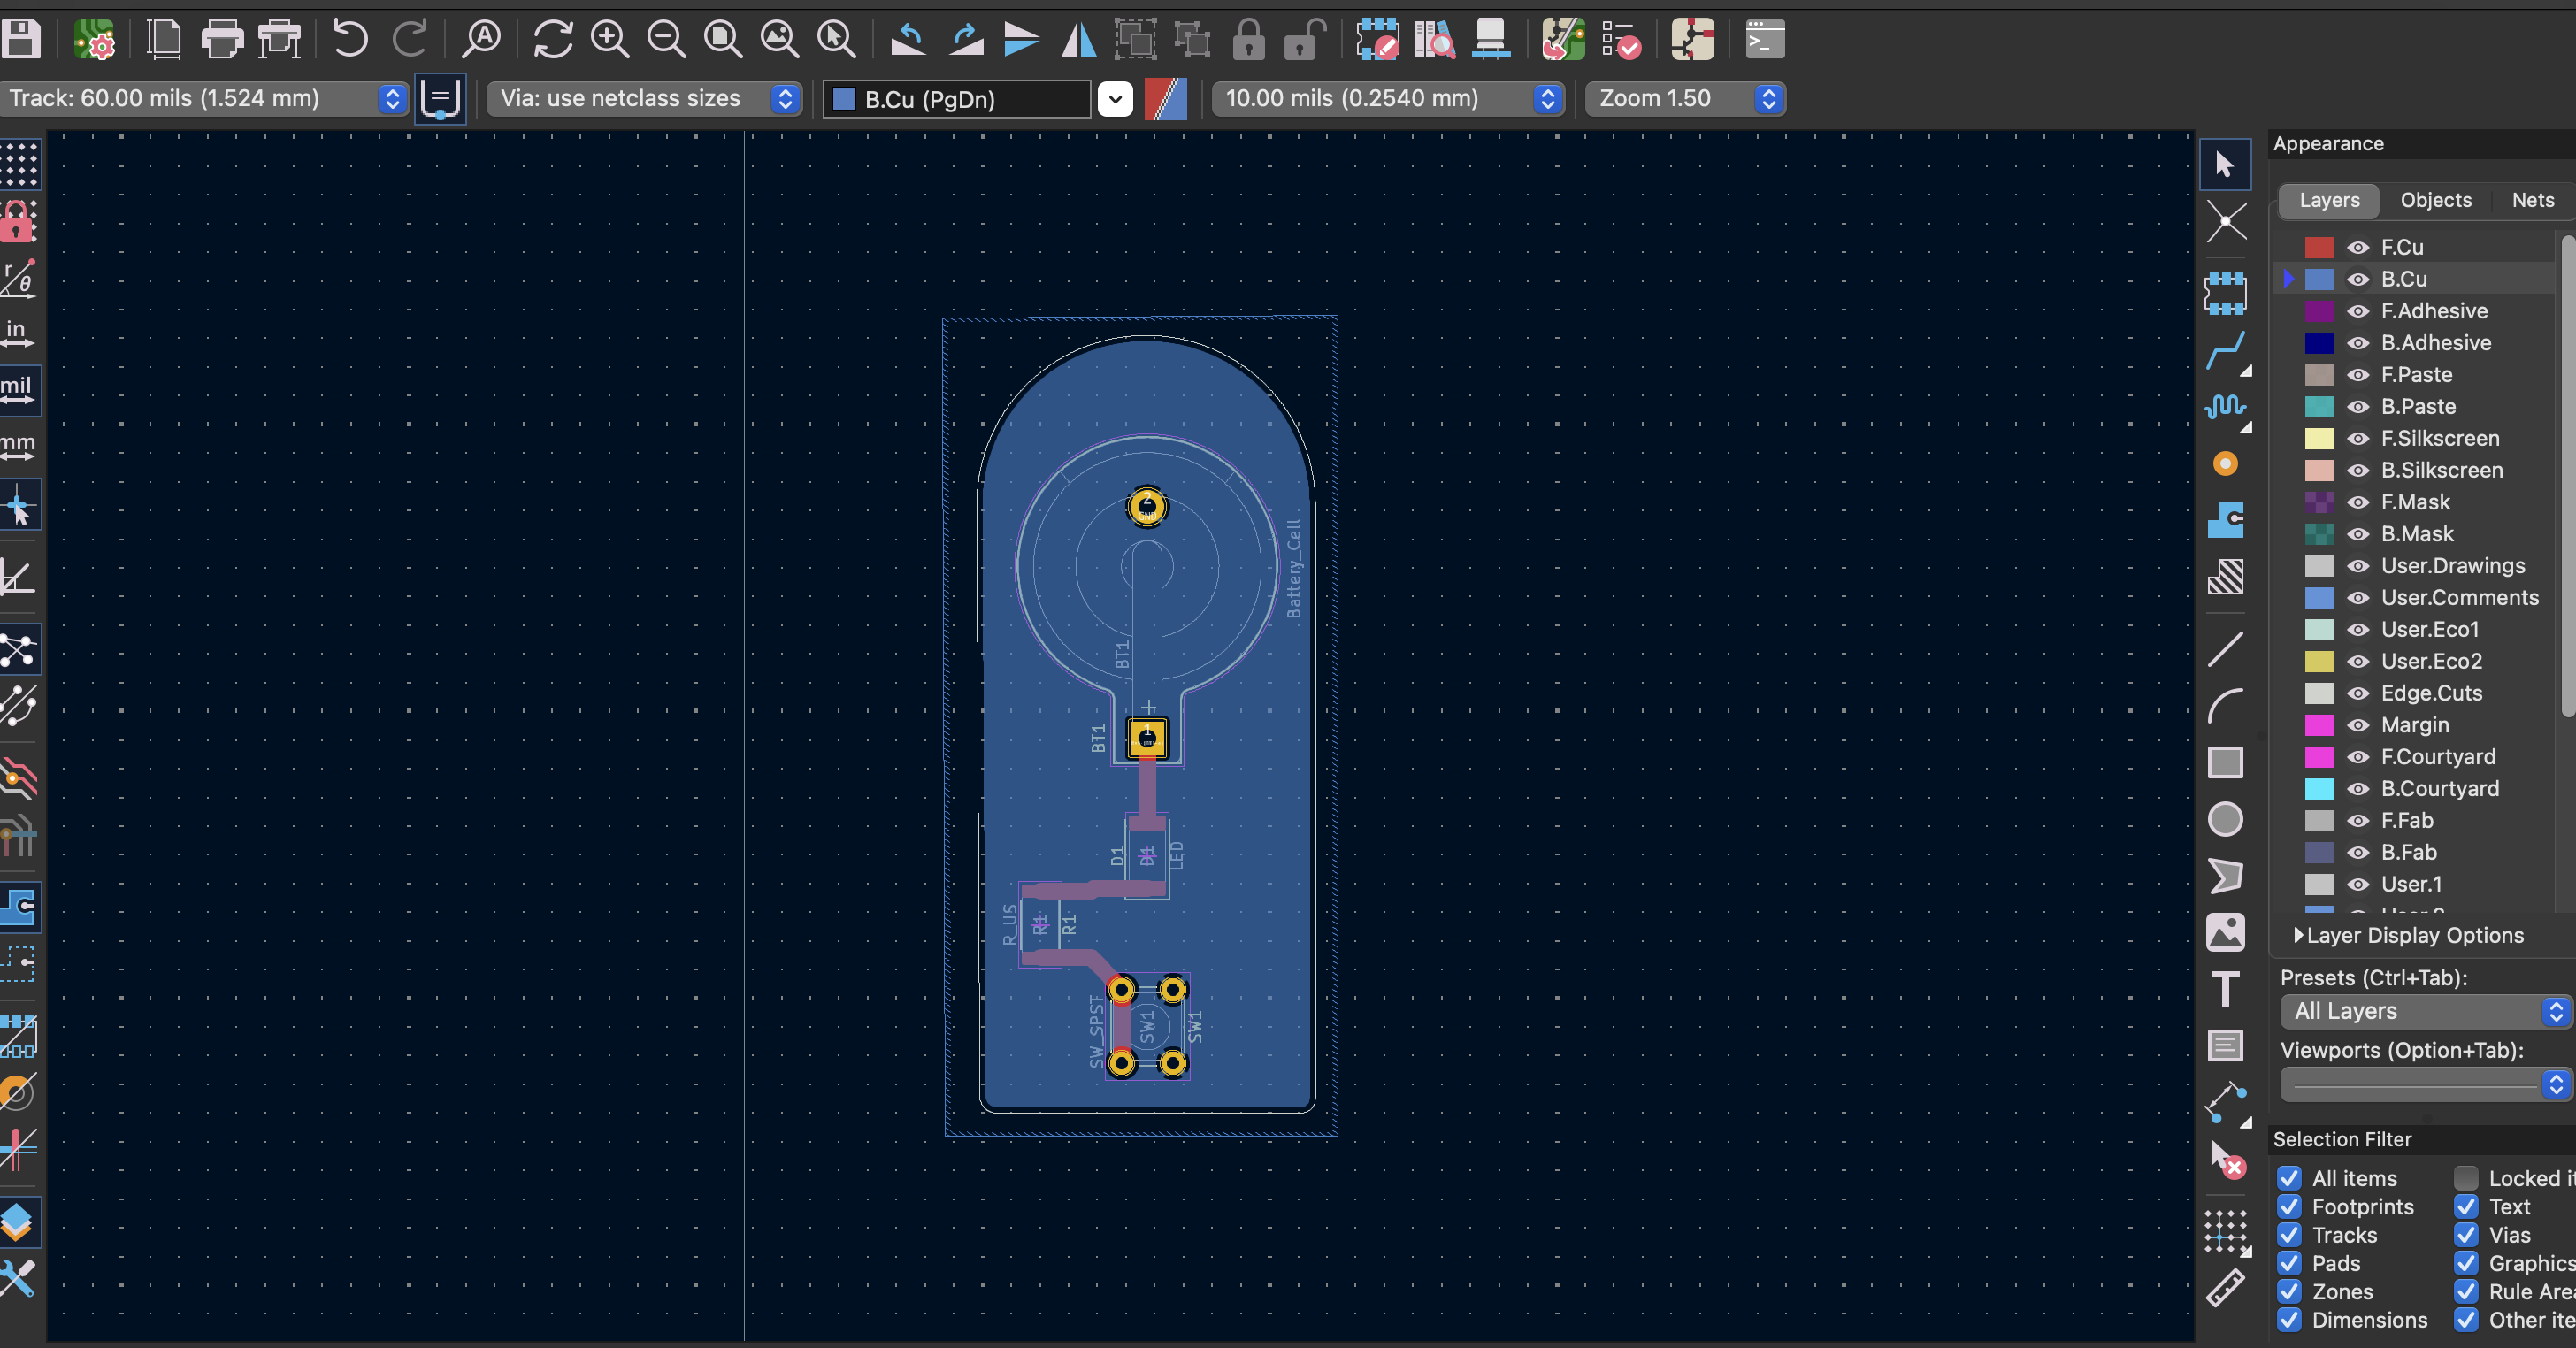 Track: 60.00 mils (1.524 mm)
Via: use netclass sizes
B.Cu (PgDn)
10.00 mils (0.2540 mm)
Zoom 1.50
r
θ
in
mil
mm
2
GND
Battery_Cell
BT1
+
BT1
1
D1
D1
LED
R_US
R1
R1
SW_SPST
SW1
SW1
T
Appearance
Layers Objects Nets
F.Cu
B.Cu
F.Adhesive
B.Adhesive
F.Paste
B.Paste
F.Silkscreen
B.Silkscreen
F.Mask
B.Mask
User.Drawings
User.Comments
User.Eco1
User.Eco2
Edge.Cuts
Margin
F.Courtyard
B.Courtyard
F.Fab
B.Fab
User.1
Layer Display Options
Presets (Ctrl+Tab):
All Layers
Viewports (Option+Tab):
Selection Filter
All items Locked it
Footprints Text
Tracks Vias
Pads Graphics
Zones Rule Area
Dimensions Other ite